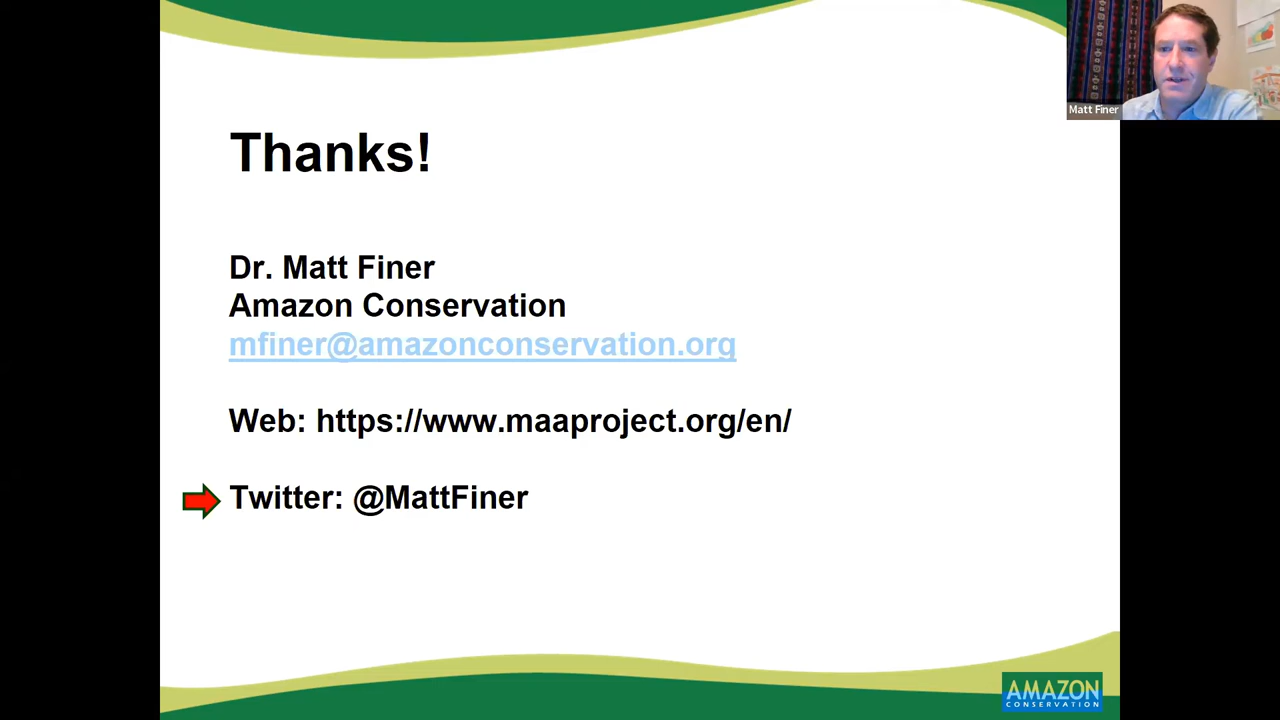 Thanks!
Dr. Matt Finer
Amazon Conservation
mfiner@amazonconservation.org
Web: https://www.maaproject.org/en/
Twitter: @MattFiner
Matt Finer
AMAZON
CONSERVATION